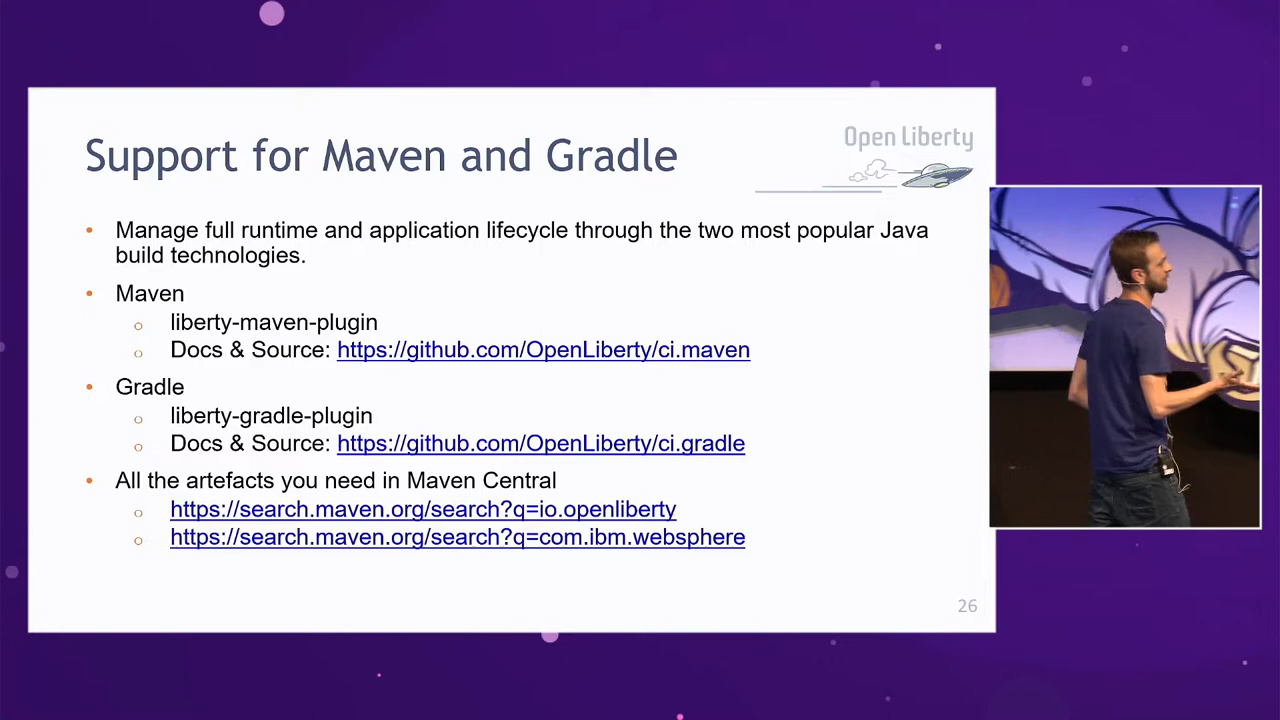 Open Liberty
Support for Maven and Gradle
• Manage full runtime and application lifecycle through the two most popular Java
build technologies.
• Maven
o liberty-maven-plugin
o Docs & Source: https://github.com/OpenLiberty/ci.maven
• Gradle
o liberty-gradle-plugin
o Docs & Source: https://github.com/OpenLiberty/ci.gradle
• All the artefacts you need in Maven Central
o https://search.maven.org/search?q=io.openliberty
o https://search.maven.org/search?q=com.ibm.websphere
26